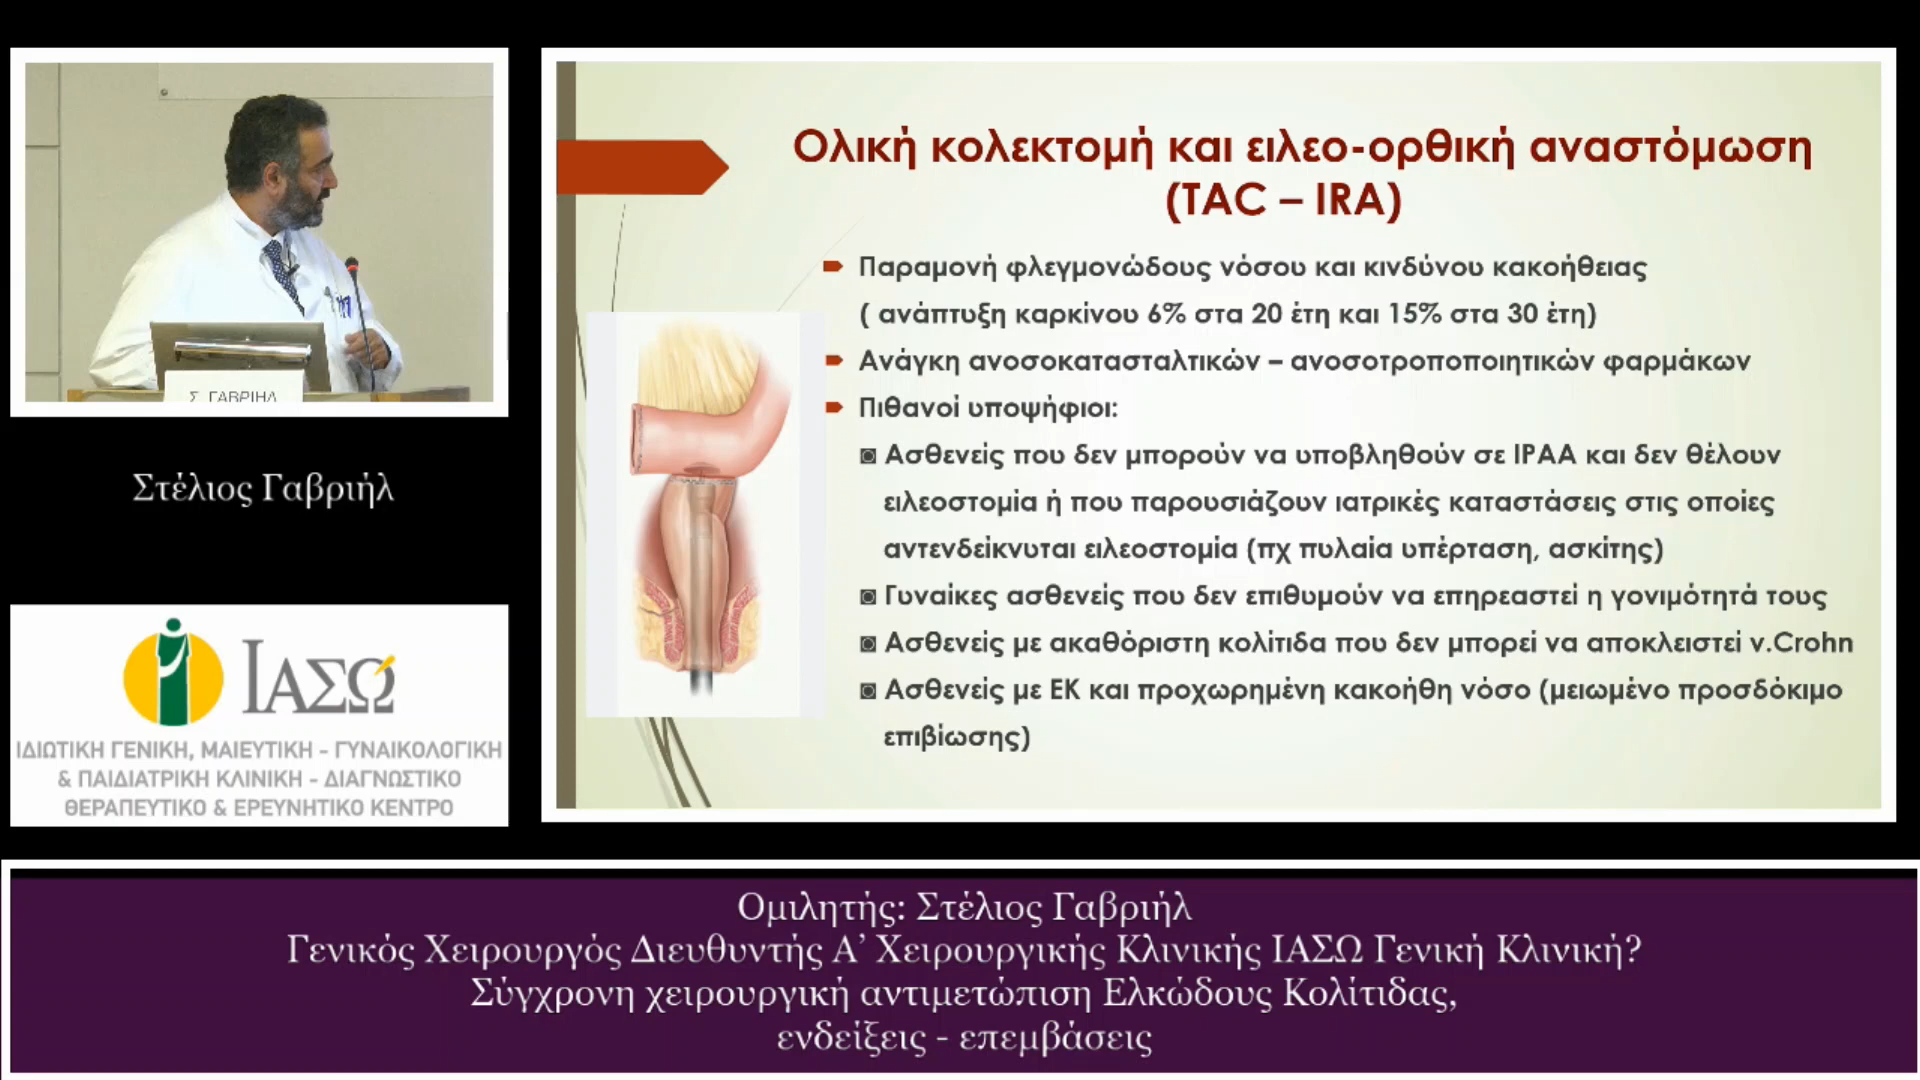 Σ. ΓΑΒΡΙΗΛ
Στέλιος Γαβριήλ
ΙΑΣΩ
ΙΔΙΩΤΙΚΗ ΓΕΝΙΚΗ, ΜΑΙΕΥΤΙΚΗ - ΓΥΝΑΙΚΟΛΟΓΙΚΗ
& ΠΑΙΔΙΑΤΡΙΚΗ ΚΛΙΝΙΚΗ - ΔΙΑΓΝΩΣΤΙΚΟ
ΘΕΡΑΠΕΥΤΙΚΟ & ΕΡΕΥΝΗΤΙΚΟ ΚΕΝΤΡΟ
Ολική κολεκτομή και ειλεο-ορθική αναστόμωση
(TAC – IRA)
Παραμονή φλεγμονώδους νόσου και κινδύνου κακοήθειας
( ανάπτυξη καρκίνου 6% στα 20 έτη και 15% στα 30 έτη)
Ανάγκη ανοσοκατασταλτικών – ανοσοτροποποιητικών φαρμάκων
Πιθανοί υποψήφιοι:
Ασθενείς που δεν μπορούν να υποβληθούν σε IPAA και δεν θέλουν
ειλεοστομία ή που παρουσιάζουν ιατρικές καταστάσεις στις οποίες
αντενδείκνυται ειλεοστομία (πχ πυλαία υπέρταση, ασκίτης)
Γυναίκες ασθενείς που δεν επιθυμούν να επηρεαστεί η γονιμότητά τους
Ασθενείς με ακαθόριστη κολίτιδα που δεν μπορεί να αποκλειστεί ν.Crohn
Ασθενείς με ΕΚ και προχωρημένη κακοήθη νόσο (μειωμένο προσδόκιμο
επιβίωσης)
Ομιλητής: Στέλιος Γαβριήλ
Γενικός Χειρουργός Διευθυντής Α’ Χειρουργικής Κλινικής ΙΑΣΩ Γενική Κλινική?
Σύγχρονη χειρουργική αντιμετώπιση Ελκώδους Κολίτιδας,
ενδείξεις - επεμβάσεις